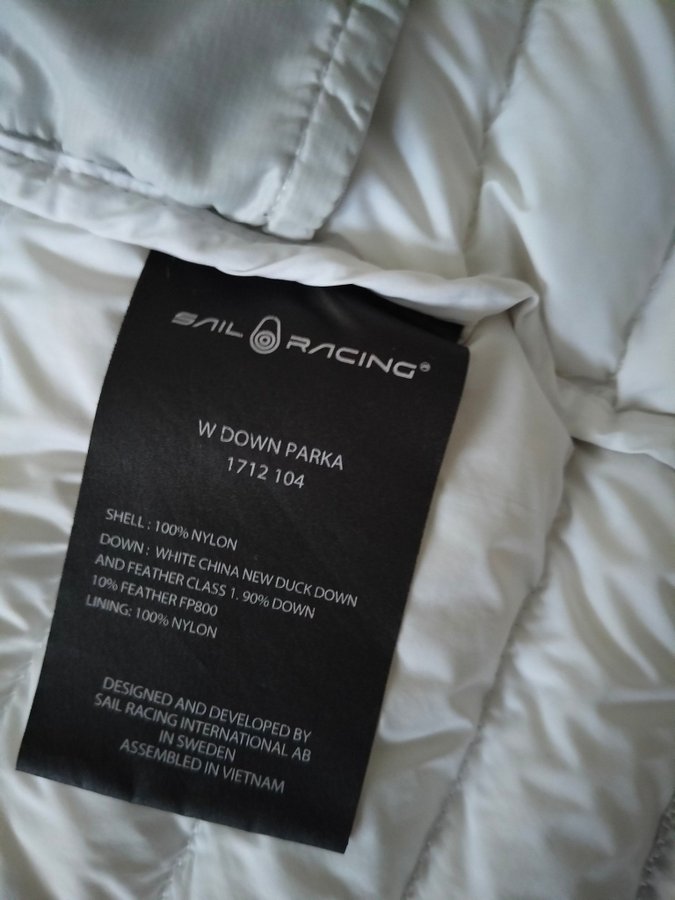 SAIL RACING®
W DOWN PARKA
1712 104
SHELL : 100% NYLON
DOWN : WHITE CHINA NEW DUCK DOWN
AND FEATHER CLASS 1. 90% DOWN
10% FEATHER FP800
LINING: 100% NYLON
DESIGNED AND DEVELOPED BY
SAIL RACING INTERNATIONAL AB
IN SWEDEN
ASSEMBLED IN VIETNAM